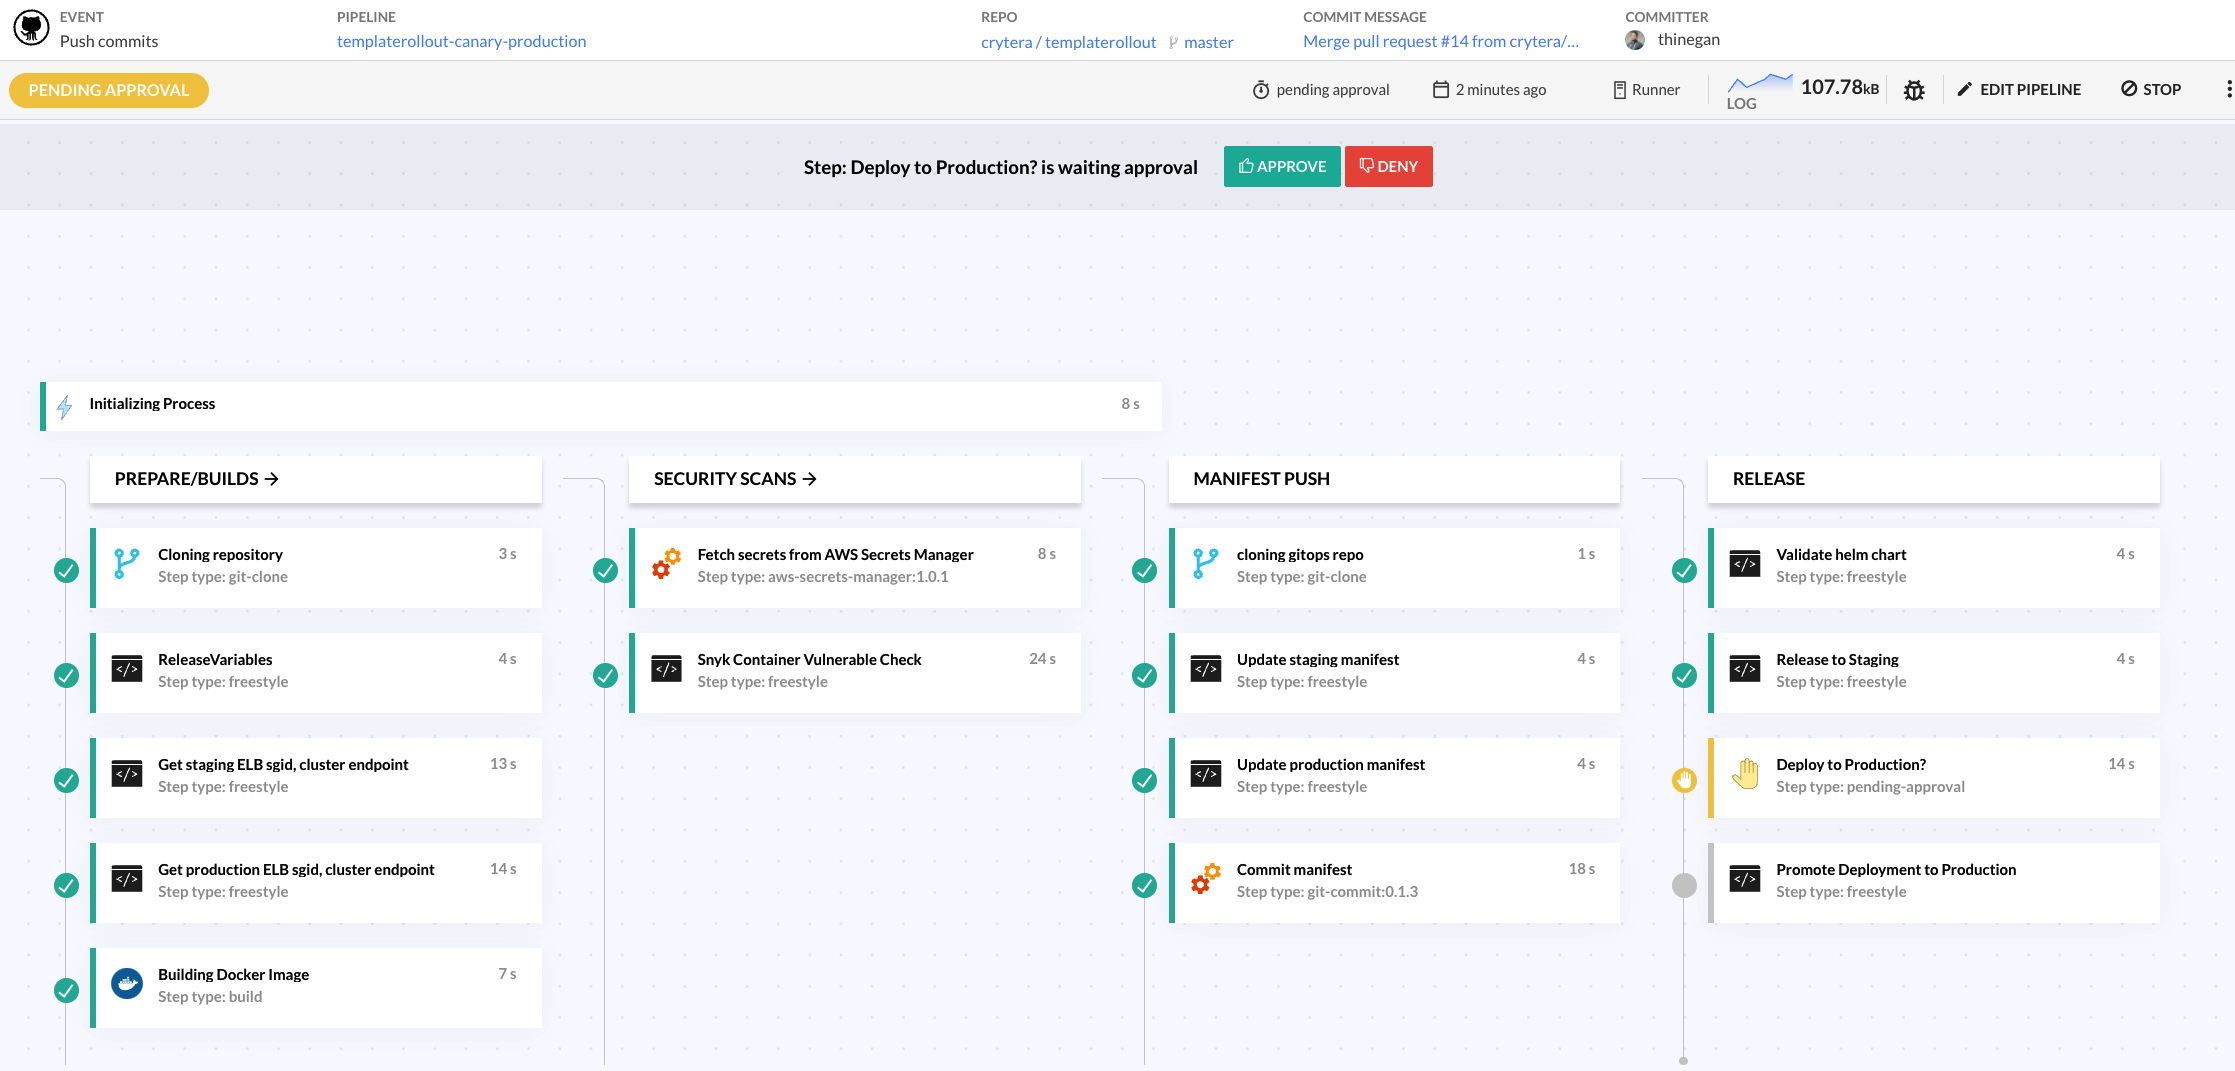 EVENT
Push commits
PIPELINE
templaterollout-canary-production
REPO
crytera / templaterollout master
COMMIT MESSAGE
Merge pull request #14 from crytera/...
COMMITTER
thinegan
PENDING APPROVAL
pending approval
2 minutes ago
Runner
LOG
107.78kB
EDIT PIPELINE
STOP
Step: Deploy to Production? is waiting approval
APPROVE
DENY
Initializing Process 8 s
PREPARE/BUILDS →
Cloning repository 3 s
Step type: git-clone
ReleaseVariables 4 s
Step type: freestyle
Get staging ELB sgid, cluster endpoint 13 s
Step type: freestyle
Get production ELB sgid, cluster endpoint 14 s
Step type: freestyle
Building Docker Image 7 s
Step type: build
SECURITY SCANS →
Fetch secrets from AWS Secrets Manager 8 s
Step type: aws-secrets-manager:1.0.1
Snyk Container Vulnerable Check 24 s
Step type: freestyle
MANIFEST PUSH
cloning gitops repo 1 s
Step type: git-clone
Update staging manifest 4 s
Step type: freestyle
Update production manifest 4 s
Step type: freestyle
Commit manifest 18 s
Step type: git-commit:0.1.3
RELEASE
Validate helm chart 4 s
Step type: freestyle
Release to Staging 4 s
Step type: freestyle
Deploy to Production? 14 s
Step type: pending-approval
Promote Deployment to Production
Step type: freestyle